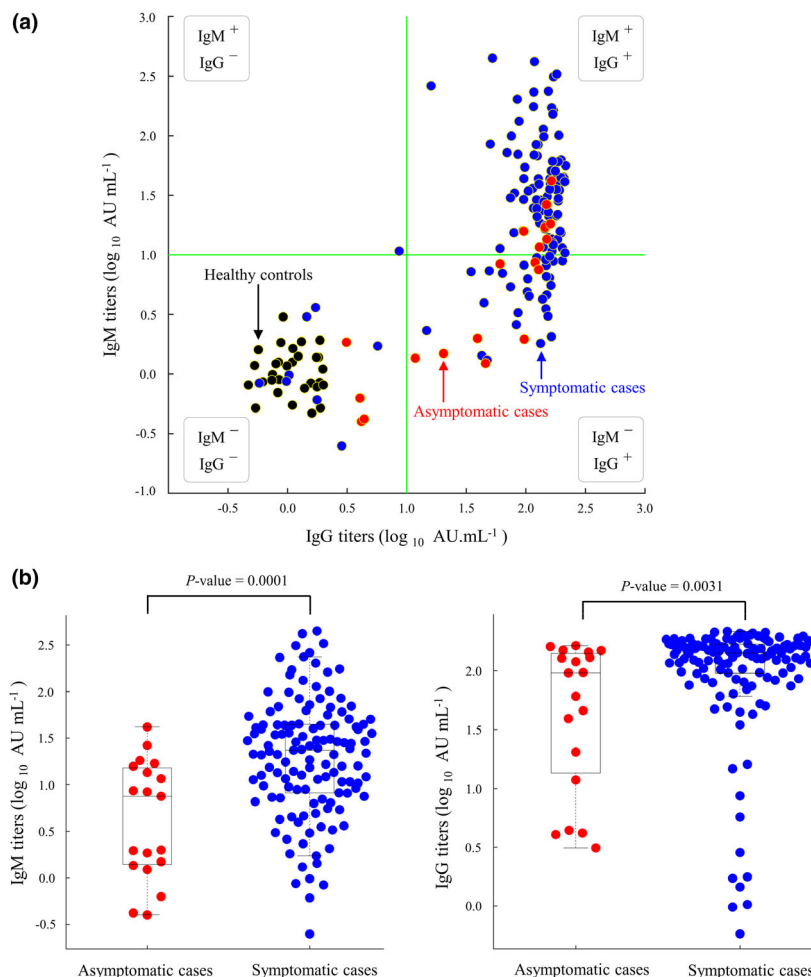 (a)
3.0
2.5
2.0
1.5
1.0
0.5
0.0
-0.5
-1.0
IgM titers (log 10 AU mL-1 )
IgM +
IgG −
IgM +
IgG +
Healthy controls
Symptomatic cases
Asymptomatic cases
IgM −
IgG −
IgM −
IgG +
-0.5 0.0 0.5 1.0 1.5 2.0 2.5 3.0
IgG titers (log 10 AU.mL-1 )
(b)
P-value = 0.0001
2.5
2.0
1.5
1.0
0.5
0.0
-0.5
IgM titers (log 10 AU mL-1 )
Asymptomatic cases Symptomatic cases
P-value = 0.0031
2.0
1.5
1.0
0.5
0.0
IgG titers (log 10 AU mL-1 )
Asymptomatic cases Symptomatic cases